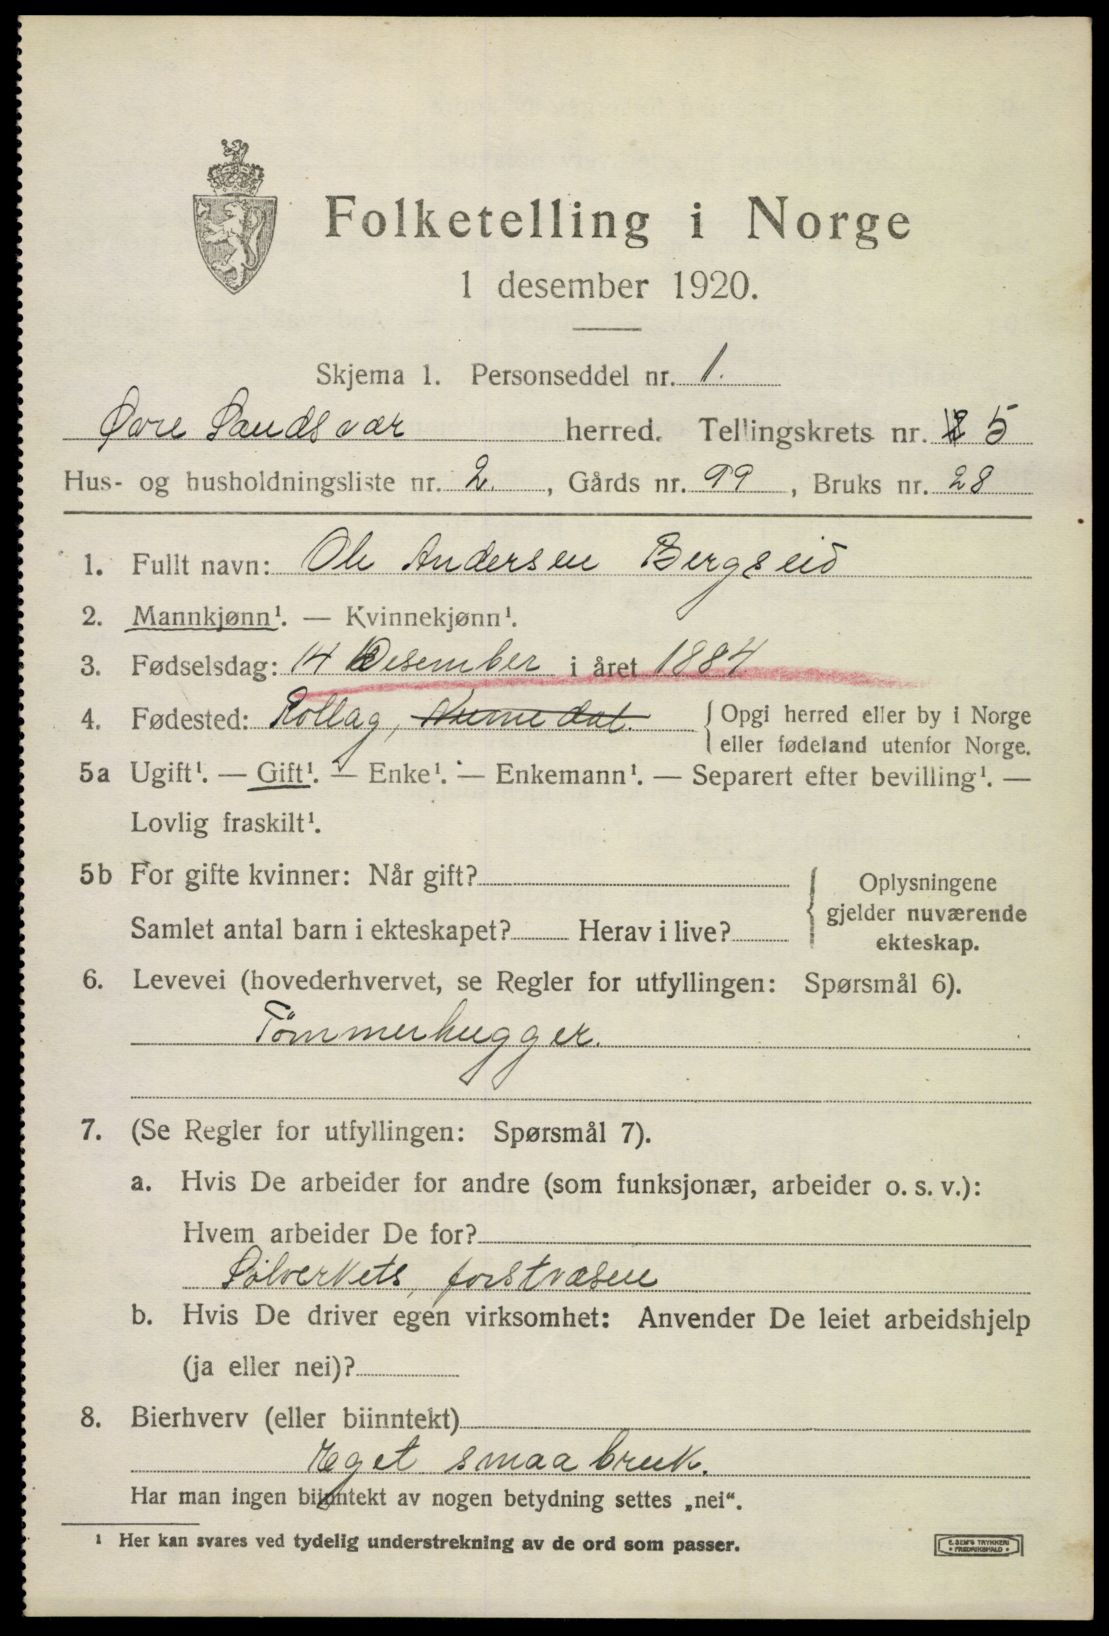 Folketelling i Norge
1 desember 1920.
Skjema 1. Personseddel nr. 1.
Øvre Sandsvær herred. Tellingskrets nr. 5
Hus- og husholdningsliste nr. 2., Gårds nr. 99, Bruks nr. 28
1. Fullt navn: Ole Andersen Bergseid
2. Mannkjønn¹. — Kvinnekjønn¹.
3. Fødselsdag: 14 Desember i året 1884
4. Fødested: Rollag, Numedal. Opgi herred eller by i Norge
eller fødeland utenfor Norge.
5a Ugift¹. — Gift¹. — Enke¹. — Enkemann¹. — Separert efter bevilling¹. —
Lovlig fraskilt¹.
5b For gifte kvinner: Når gift?
Samlet antal barn i ekteskapet? Herav i live?
Oplysningene
gjelder nuværende
ekteskap.
6. Levevei (hovederhvervet, se Regler for utfyllingen: Spørsmål 6).
Tømmerhugger.
7. (Se Regler for utfyllingen: Spørsmål 7).
a. Hvis De arbeider for andre (som funksjonær, arbeider o. s. v.):
Hvem arbeider De for?
Sølverkets, forstvæsen
b. Hvis De driver egen virksomhet: Anvender De leiet arbeidshjelp
(ja eller nei)?
8. Bierhverv (eller biinntekt)
Eget smaabruk.
Har man ingen biinntekt av nogen betydning settes „nei“.
¹ Her kan svares ved tydelig understrekning av de ord som passer.
E. SEM'S TRYKKERI
FREDRIKSHALD